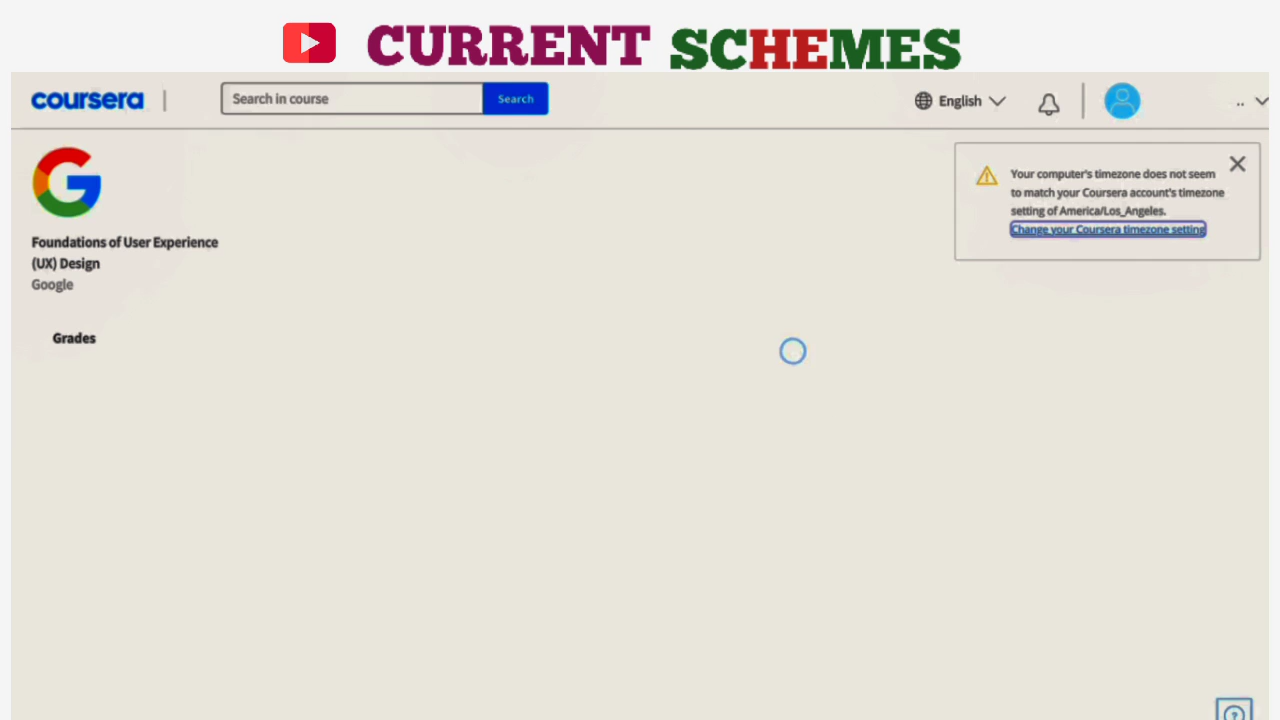 CURRENT SCHEMES
coursera
Search in course
Search
English
..
Your computer's timezone does not seem
to match your Coursera account's timezone
setting of America/Los_Angeles.
Change your Coursera timezone setting
Foundations of User Experience
(UX) Design
Google
Grades